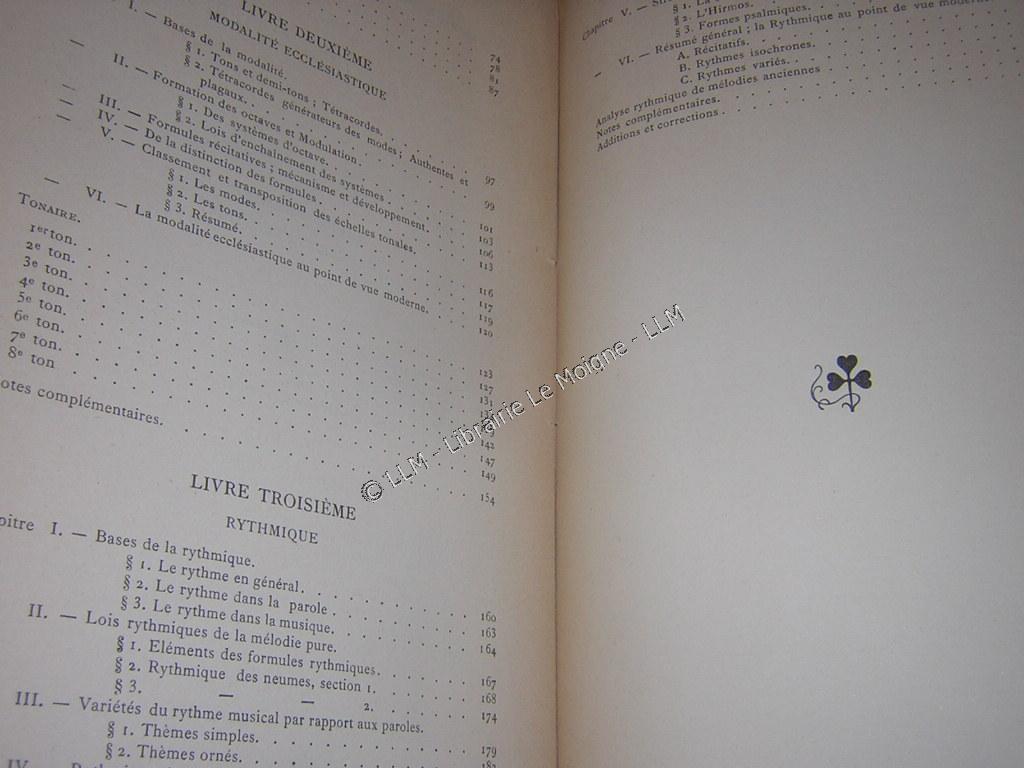 74
78
81
87
LIVRE DEUXIÈME
MODALITÉ ECCLÉSIASTIQUE
I. — Bases de la modalité.
§ 1. Tons et demi-tons ; Tétracordes.
§ 2. Tétracordes générateurs des modes ; Authentes et
plagaux. 97
— II. — Formation des octaves et Modulation.
§ 1. Des systèmes d'octave. 99
§ 2. Lois d'enchaînement des systèmes 101
— III. — Formules récitatives ; mécanisme et développement. 103
— IV. — De la distinction des formules. 106
— V. — Classement et transposition des échelles tonales. 113
§ 1. Les modes. 116
§ 2. Les tons. 117
§ 3. Résumé. 119
— VI. — La modalité ecclésiastique au point de vue moderne. 120
TONAIRE.
1er ton. 123
2e ton. 127
3e ton. 131
4e ton.
5e ton.
6e ton. 142
7e ton. 147
8e ton 149
otes complémentaires. 154
LIVRE TROISIÈME
RYTHMIQUE
pitre I. — Bases de la rythmique.
§ 1. Le rythme en général. 160
§ 2. Le rythme dans la parole 163
§ 3. Le rythme dans la musique. 164
II. — Lois rythmiques de la mélodie pure.
§ 1. Eléments des formules rythmiques. 167
§ 2. Rythmique des neumes, section 1. 168
§ 3. — — 2. 174
III. — Variétés du rythme musical par rapport aux paroles.
§ 1. Thèmes simples. 179
§ 2. Thèmes ornés.
IV. —
Chapitre V. —
§ 1. La
§ 2. L'Hirmos.
§ 3. Formes psalmiques.
— VI. — Résumé général ; la Rythmique au point de vue moderne
A. Récitatifs.
B. Rythmes isochrones.
C. Rythmes variés.
Analyse rythmique de mélodies anciennes
Notes complémentaires.
Additions et corrections
© LLM - Librairie Le Moigne - LLM